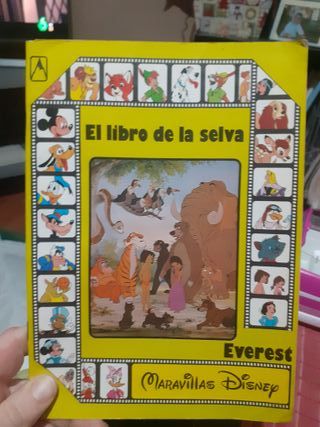 El libro de la selva
Everest
MARAVILLAS DISNEY